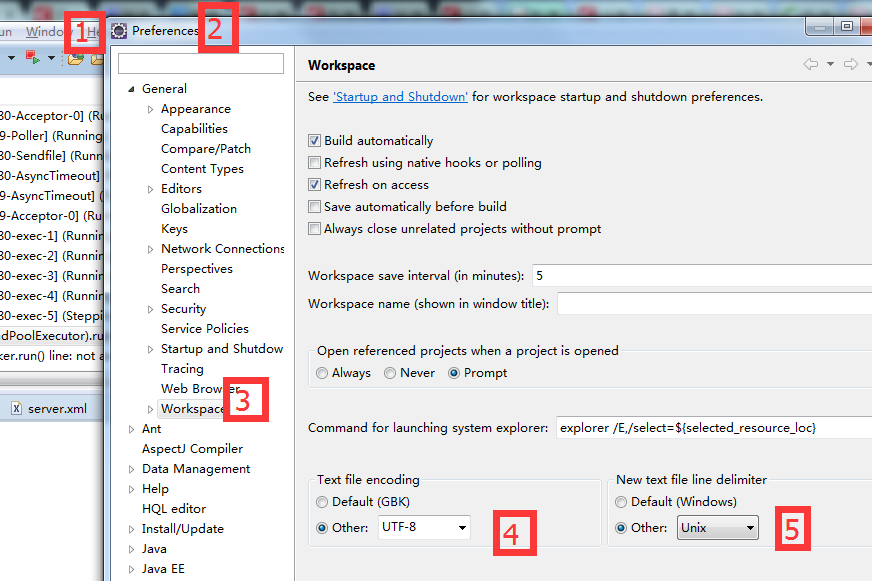 un Window He
1
2
Preferences
30-Acceptor-0] (Ru
9-Poller] (Running
30-Sendfile] (Runn
30-AsyncTimeout]
9-AsyncTimeout] (
9-Acceptor-0] (Run
30-exec-1] (Runnin
30-exec-2] (Runnin
30-exec-3] (Runnin
30-exec-4] (Runnin
30-exec-5] (Steppi
dPoolExecutor).ru
ker.run() line: not a
server.xml
General
Appearance
Capabilities
Compare/Patch
Content Types
Editors
Globalization
Keys
Network Connections
Perspectives
Search
Security
Service Policies
Startup and Shutdow
Tracing
Web Browser
Workspace
3
Ant
AspectJ Compiler
Data Management
Help
HQL editor
Install/Update
Java
Java EE
Workspace
See 'Startup and Shutdown' for workspace startup and shutdown preferences.
Build automatically
Refresh using native hooks or polling
Refresh on access
Save automatically before build
Always close unrelated projects without prompt
Workspace save interval (in minutes): 5
Workspace name (shown in window title):
Open referenced projects when a project is opened
Always Never Prompt
Command for launching system explorer: explorer /E,/select=${selected_resource_loc}
Text file encoding
Default (GBK)
Other: UTF-8
4
New text file line delimiter
Default (Windows)
Other: Unix
5